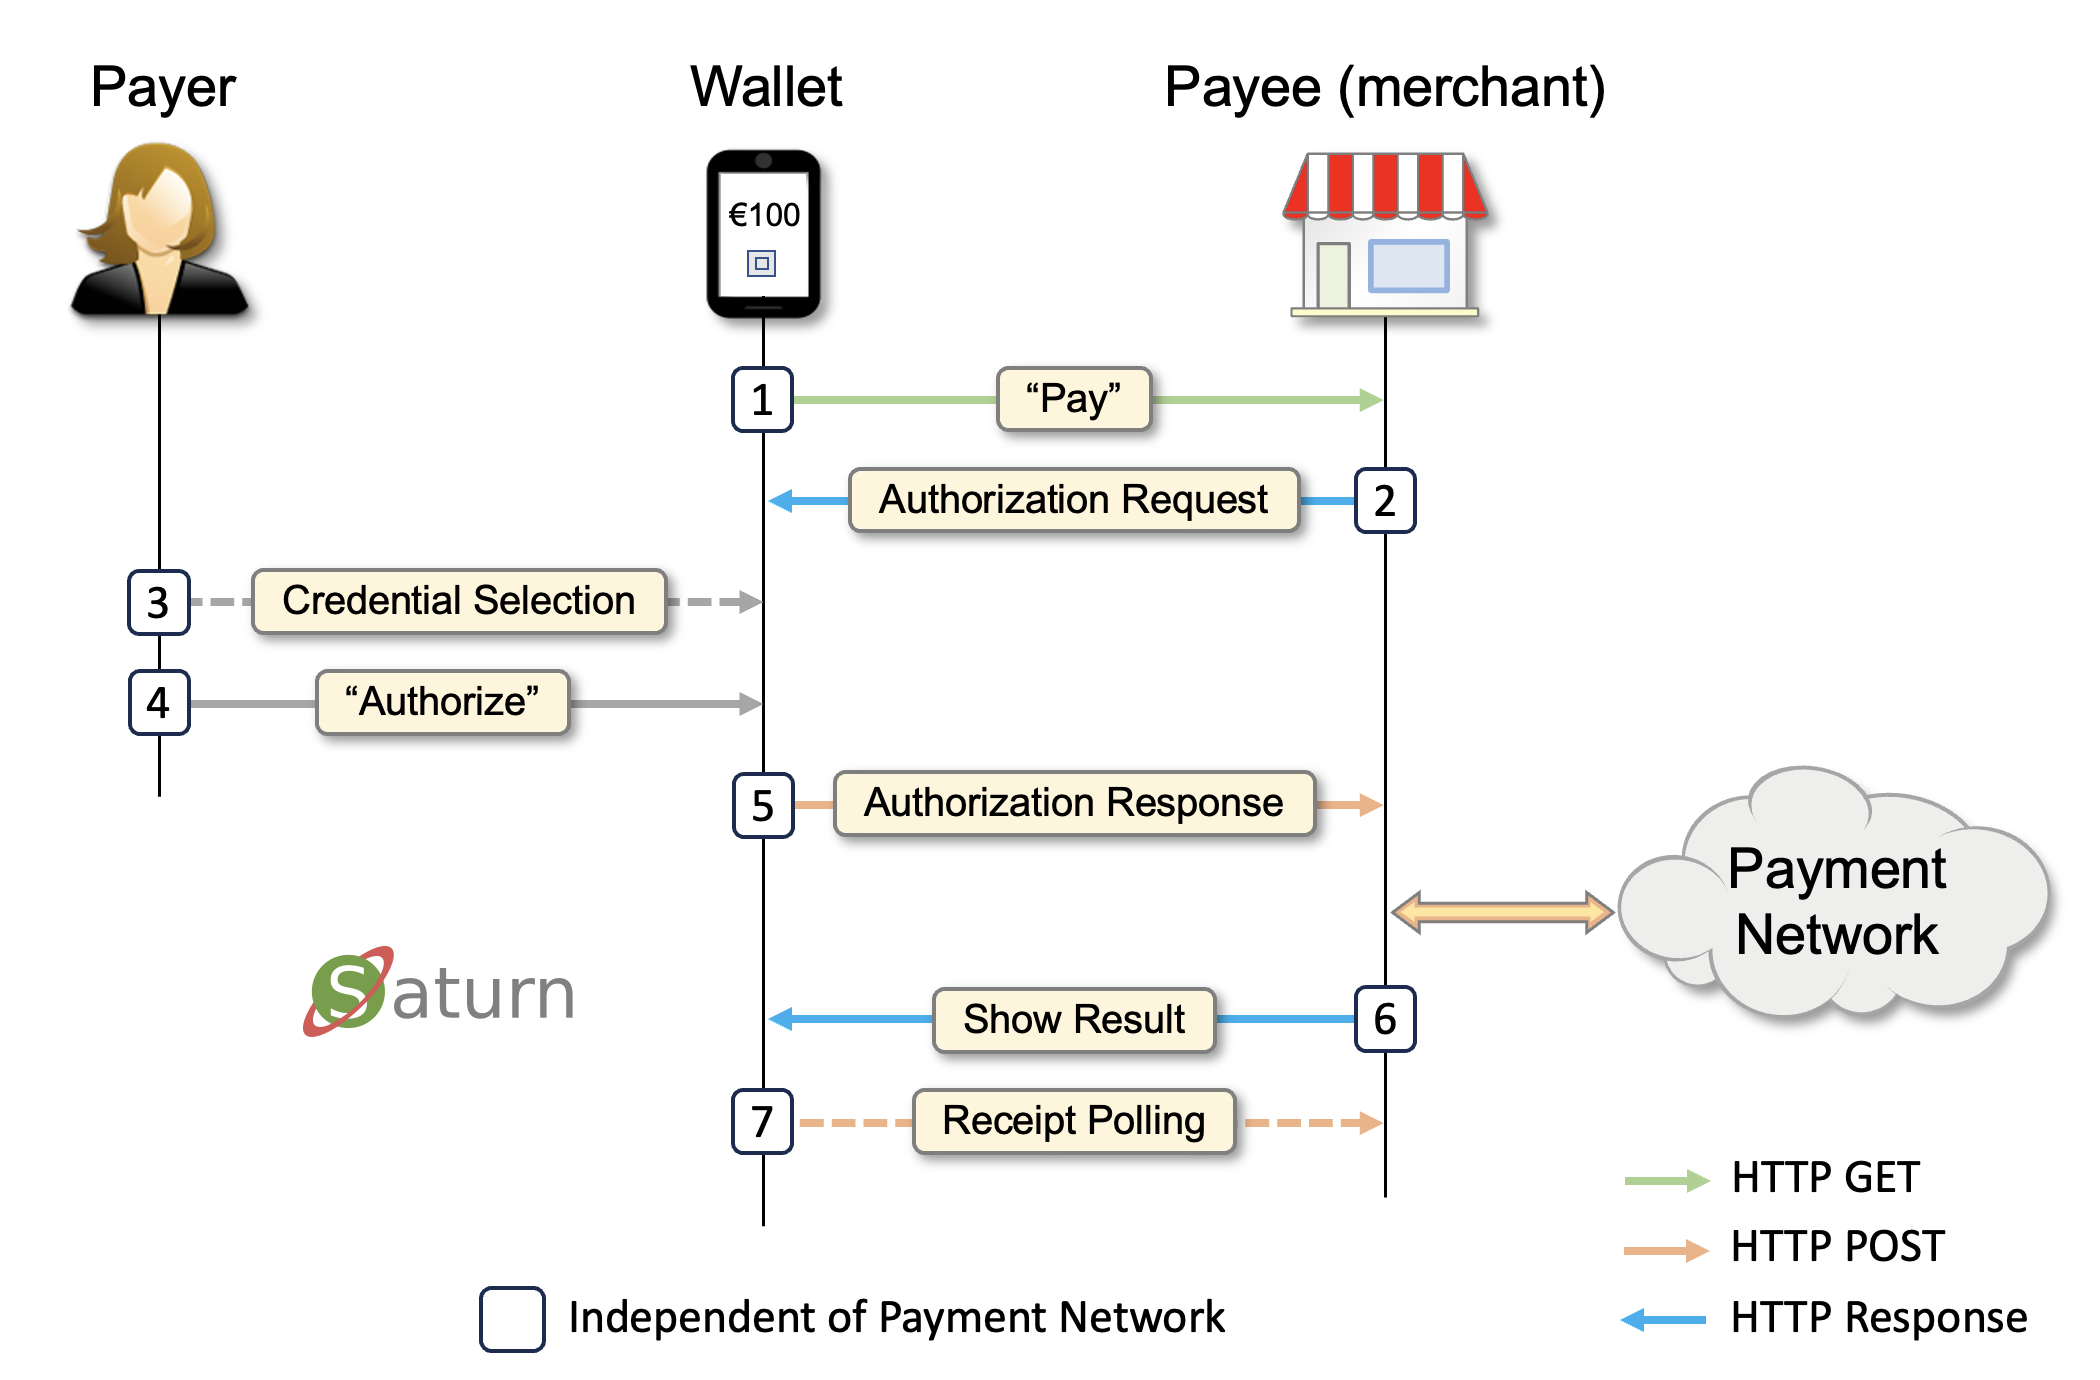 Payer
Wallet
Payee (merchant)
€100
1
“Pay”
Authorization Request
2
3
Credential Selection
4
“Authorize”
5
Authorization Response
Payment
Network
Saturn
Show Result
6
7
Receipt Polling
HTTP GET
HTTP POST
HTTP Response
Independent of Payment Network